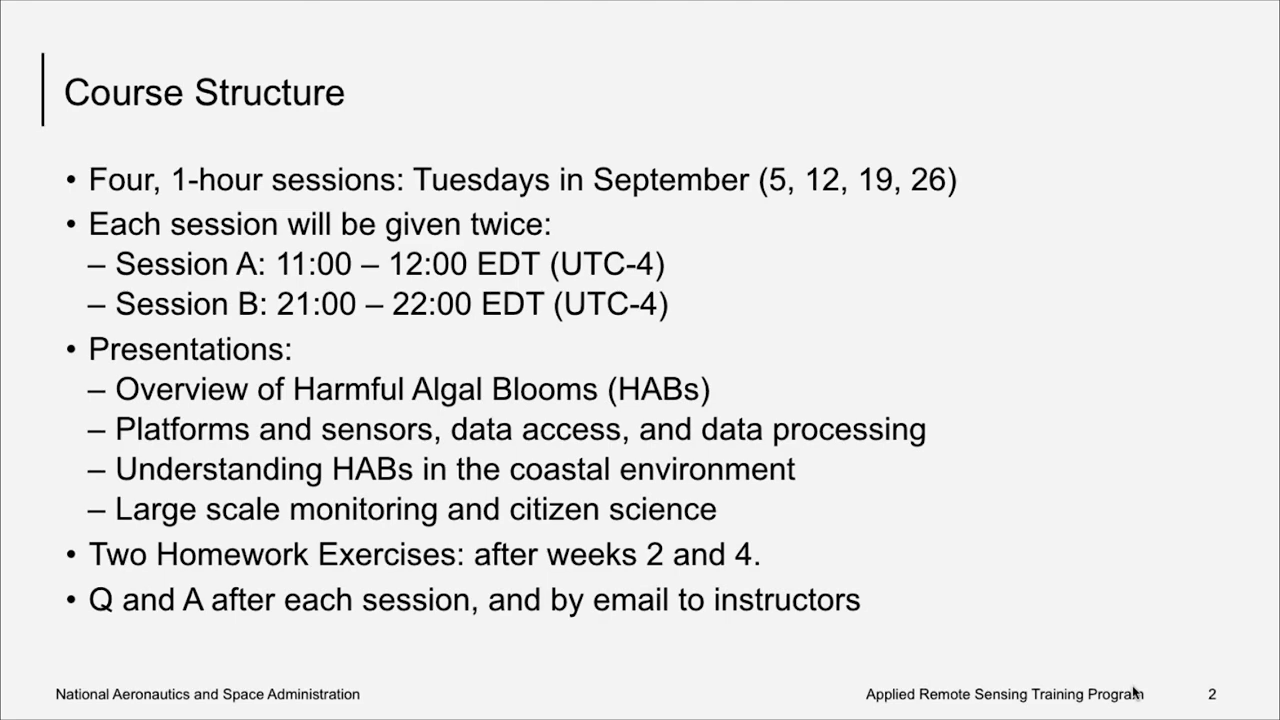 Course Structure
• Four, 1-hour sessions: Tuesdays in September (5, 12, 19, 26)
• Each session will be given twice:
– Session A: 11:00 – 12:00 EDT (UTC-4)
– Session B: 21:00 – 22:00 EDT (UTC-4)
• Presentations:
– Overview of Harmful Algal Blooms (HABs)
– Platforms and sensors, data access, and data processing
– Understanding HABs in the coastal environment
– Large scale monitoring and citizen science
• Two Homework Exercises: after weeks 2 and 4.
• Q and A after each session, and by email to instructors
National Aeronautics and Space Administration
Applied Remote Sensing Training Program
2